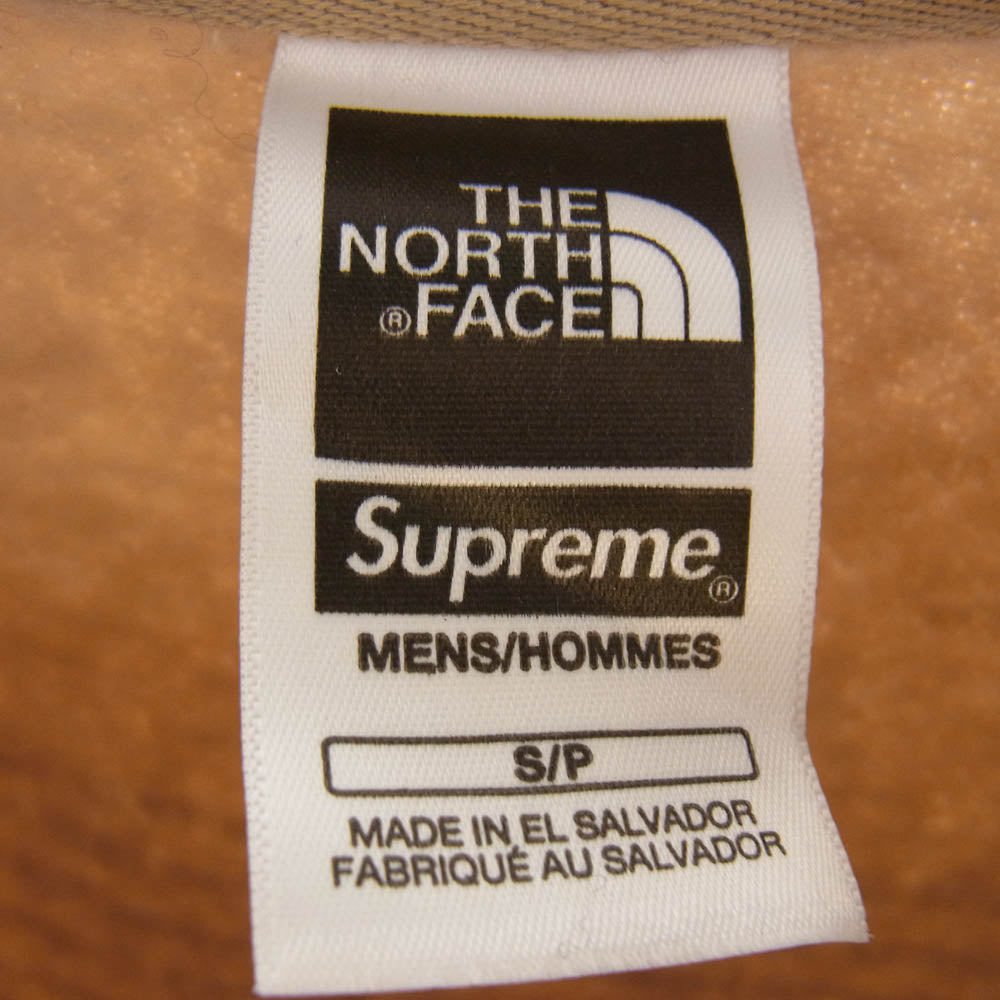 THE
NORTH
®FACE
Supreme®
MENS/HOMMES
S/P
MADE IN EL SALVADOR
FABRIQUÉ AU SALVADOR